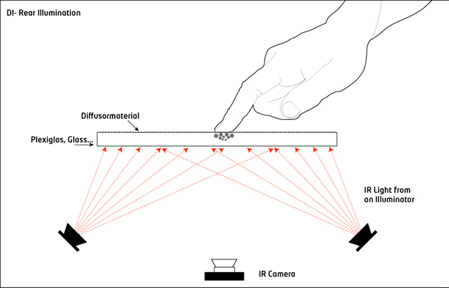 DI- Rear Illumination
Diffusormaterial
Plexiglas, Glass...
IR Light from
an Illuminator
IR Camera